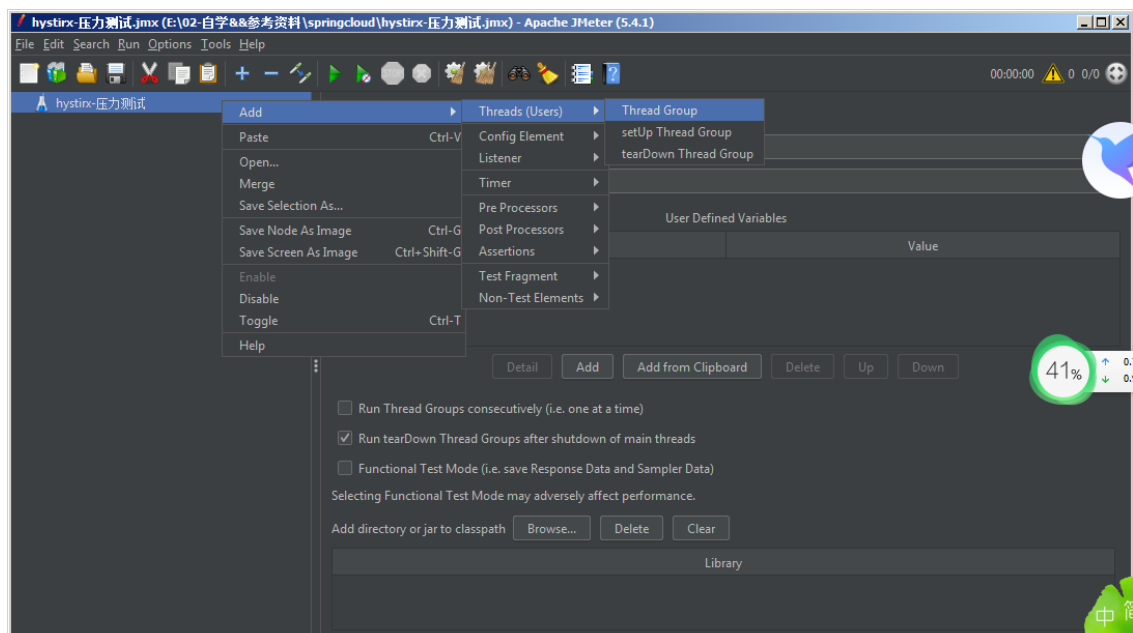 hystirx-压力测试.jmx (E:\02-自学&&参考资料\springcloud\hystirx-压力测试.jmx) - Apache JMeter (5.4.1)
File Edit Search Run Options Tools Help
00:00:00 0 0/0
hystirx-压力测试
Add
Paste Ctrl-V
Open...
Merge
Save Selection As...
Save Node As Image Ctrl-G
Save Screen As Image Ctrl+Shift-G
Enable
Disable
Toggle Ctrl-T
Help
Threads (Users)
Config Element
Listener
Timer
Pre Processors
Post Processors
Assertions
Test Fragment
Non-Test Elements
Thread Group
setUp Thread Group
tearDown Thread Group
User Defined Variables
Value
Detail Add Add from Clipboard Delete Up Down
41%
Run Thread Groups consecutively (i.e. one at a time)
Run tearDown Thread Groups after shutdown of main threads
Functional Test Mode (i.e. save Response Data and Sampler Data)
Selecting Functional Test Mode may adversely affect performance.
Add directory or jar to classpath Browse... Delete Clear
Library
中 简